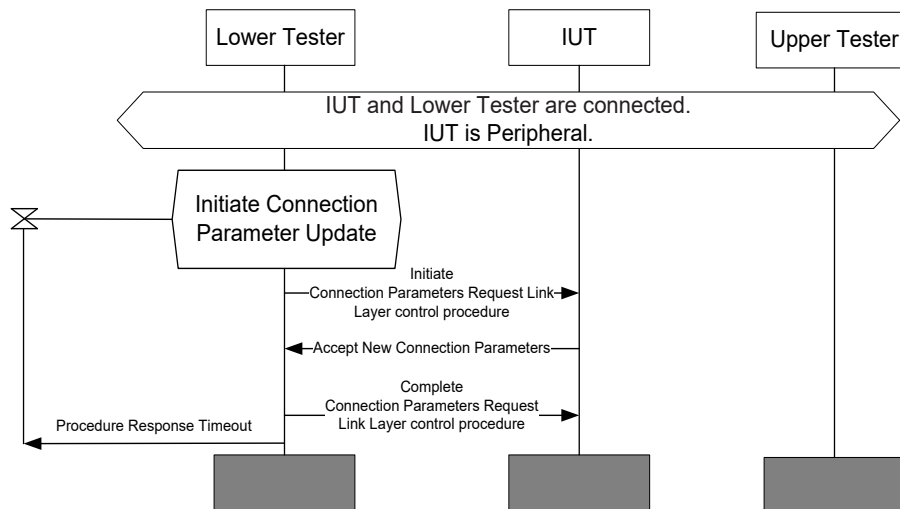 Lower Tester
IUT
Upper Tester
IUT and Lower Tester are connected.
IUT is Peripheral.
Initiate Connection
Parameter Update
Initiate
Connection Parameters Request Link
Layer control procedure
Accept New Connection Parameters
Complete
Connection Parameters Request
Link Layer control procedure
Procedure Response Timeout